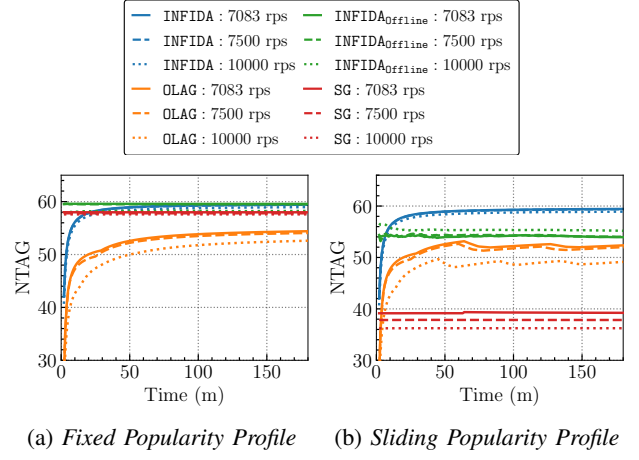 INFIDA : 7083 rps
INFIDA : 7500 rps
INFIDA : 10000 rps
OLAG : 7083 rps
OLAG : 7500 rps
OLAG : 10000 rps
INFIDAOffline : 7083 rps
INFIDAOffline : 7500 rps
INFIDAOffline : 10000 rps
SG : 7083 rps
SG : 7500 rps
SG : 10000 rps
NTAG
60
50
40
30
0 50 100 150
Time (m)
(a) Fixed Popularity Profile
NTAG
60
50
40
30
0 50 100 150
Time (m)
(b) Sliding Popularity Profile